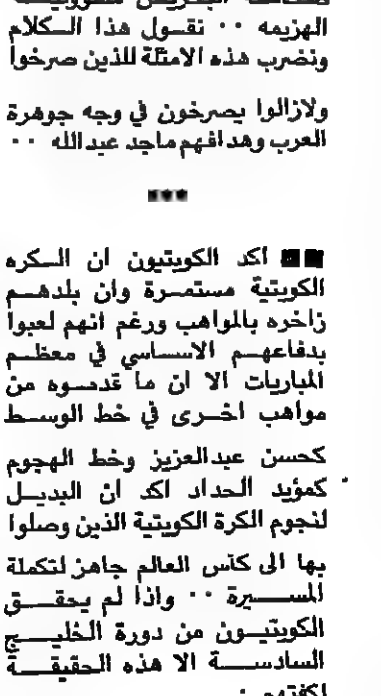 الهزيمه ٠٠ نقول هذا الكلام
ونضرب هذه الامثلة للذين صرخوا
ولازالوا يصرخون في وجه جوهرة
العرب وهدافهم ماجد عبدالله ٠٠
***
■■ اكد الكويتيون ان الكره
الكويتية مستمرة وان بلدهم
زاخره بالمواهب ورغم انهم لعبوا
بدفاعهم الاساسي في معظم
المباريات الا ان ما قدموه من
مواهب اخرى في خط الوسط
كحسن عبدالعزيز وخط الهجوم
كمؤيد الحداد اكد ان البديل
لنجوم الكرة الكويتية الذين وصلوا
بها الى كأس العالم جاهز لتكملة
المسيرة ٠٠ واذا لم يحقق
الكويتيون من دورة الخليج
السادسة الا هذه الحقيقة